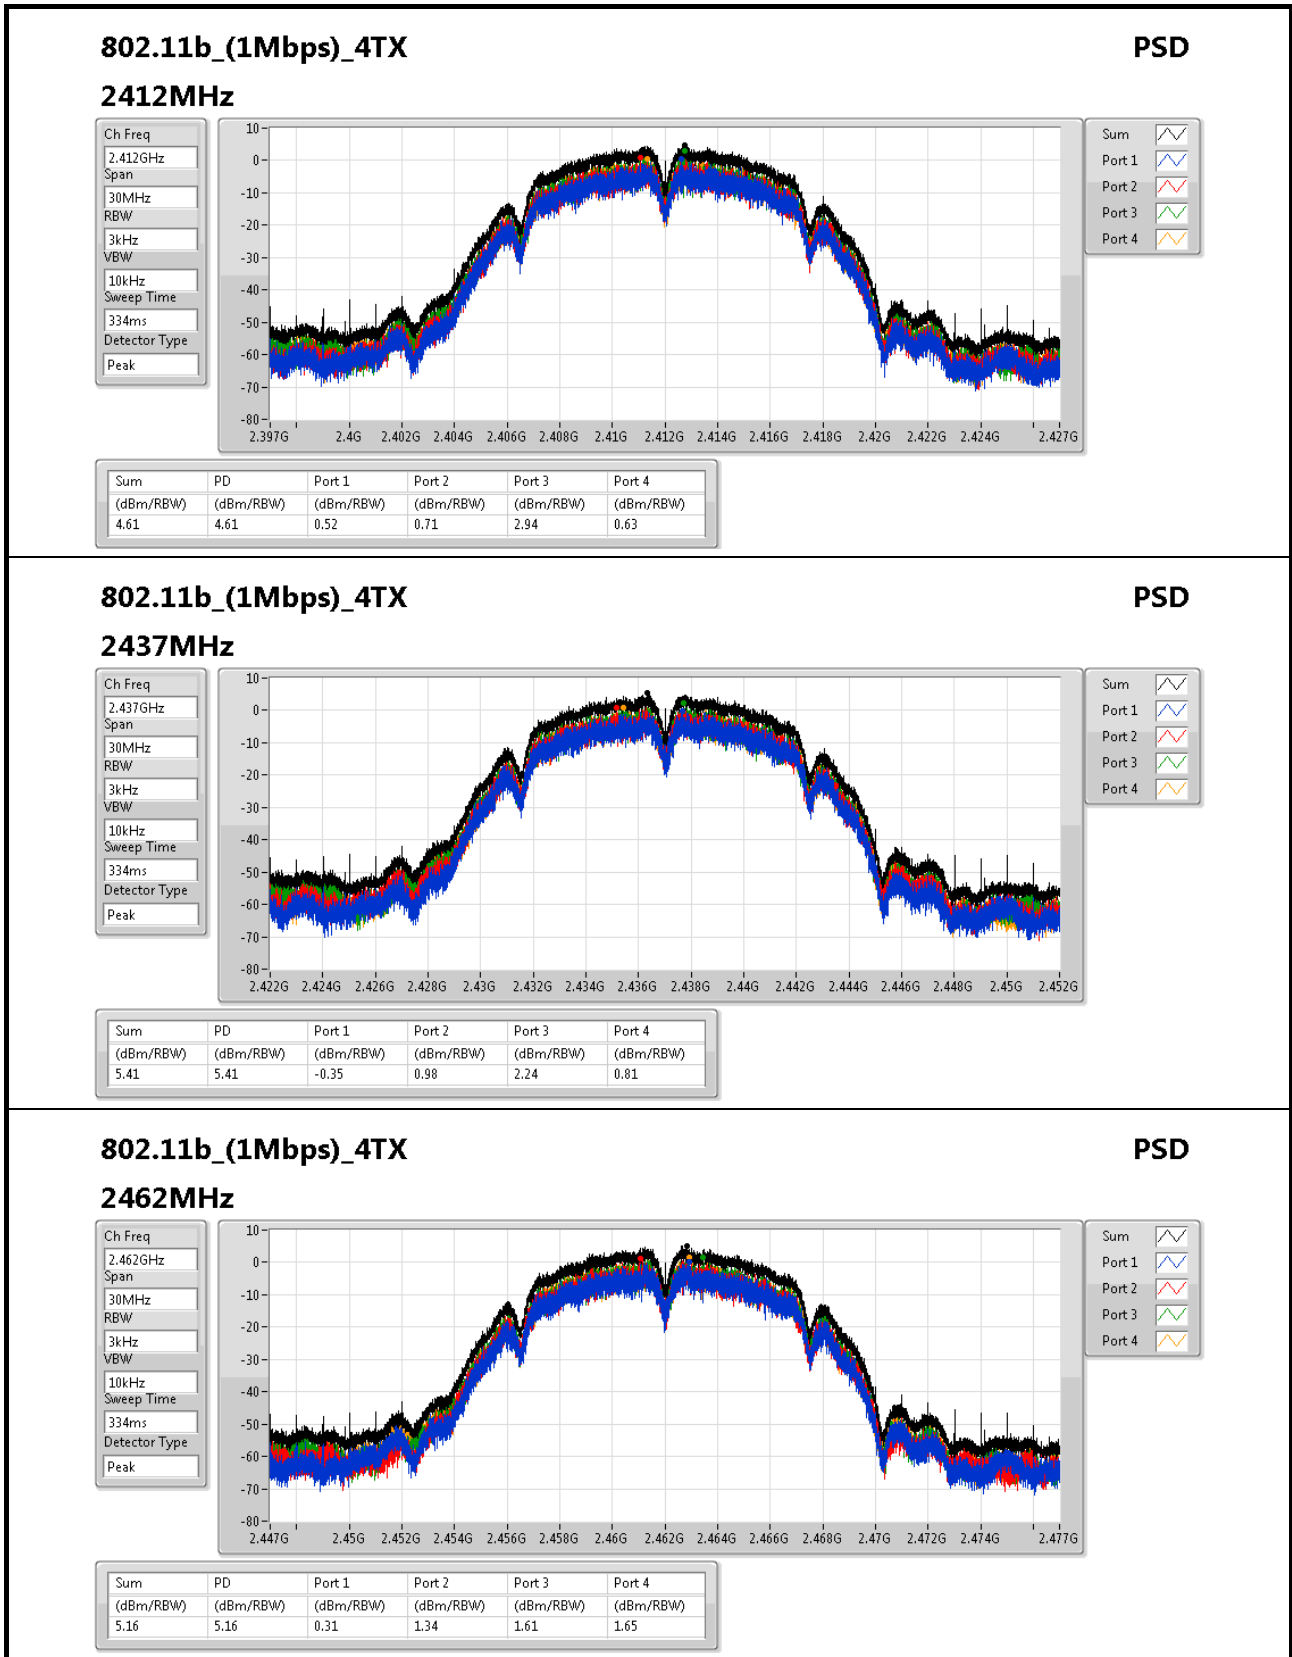 802.11b_(1Mbps)_4TX PSD
2412MHz
Ch Freq
2.412GHz
Span
30MHz
RBW
3kHz
VBW
10kHz
Sweep Time
334ms
Detector Type
Peak
10
0
-10
-20
-30
-40
-50
-60
-70
-80
2.397G 2.4G 2.402G 2.404G 2.406G 2.408G 2.41G 2.412G 2.414G 2.416G 2.418G 2.42G 2.422G 2.424G 2.427G
Sum
Port 1
Port 2
Port 3
Port 4
Sum PD Port 1 Port 2 Port 3 Port 4
(dBm/RBW) (dBm/RBW) (dBm/RBW) (dBm/RBW) (dBm/RBW) (dBm/RBW)
4.61 4.61 0.52 0.71 2.94 0.63
802.11b_(1Mbps)_4TX PSD
2437MHz
Ch Freq
2.437GHz
Span
30MHz
RBW
3kHz
VBW
10kHz
Sweep Time
334ms
Detector Type
Peak
10
0
-10
-20
-30
-40
-50
-60
-70
-80
2.422G 2.424G 2.426G 2.428G 2.43G 2.432G 2.434G 2.436G 2.438G 2.44G 2.442G 2.444G 2.446G 2.448G 2.45G 2.452G
Sum
Port 1
Port 2
Port 3
Port 4
Sum PD Port 1 Port 2 Port 3 Port 4
(dBm/RBW) (dBm/RBW) (dBm/RBW) (dBm/RBW) (dBm/RBW) (dBm/RBW)
5.41 5.41 -0.35 0.98 2.24 0.81
802.11b_(1Mbps)_4TX PSD
2462MHz
Ch Freq
2.462GHz
Span
30MHz
RBW
3kHz
VBW
10kHz
Sweep Time
334ms
Detector Type
Peak
10
0
-10
-20
-30
-40
-50
-60
-70
-80
2.447G 2.45G 2.452G 2.454G 2.456G 2.458G 2.46G 2.462G 2.464G 2.466G 2.468G 2.47G 2.472G 2.474G 2.477G
Sum
Port 1
Port 2
Port 3
Port 4
Sum PD Port 1 Port 2 Port 3 Port 4
(dBm/RBW) (dBm/RBW) (dBm/RBW) (dBm/RBW) (dBm/RBW) (dBm/RBW)
5.16 5.16 0.31 1.34 1.61 1.65